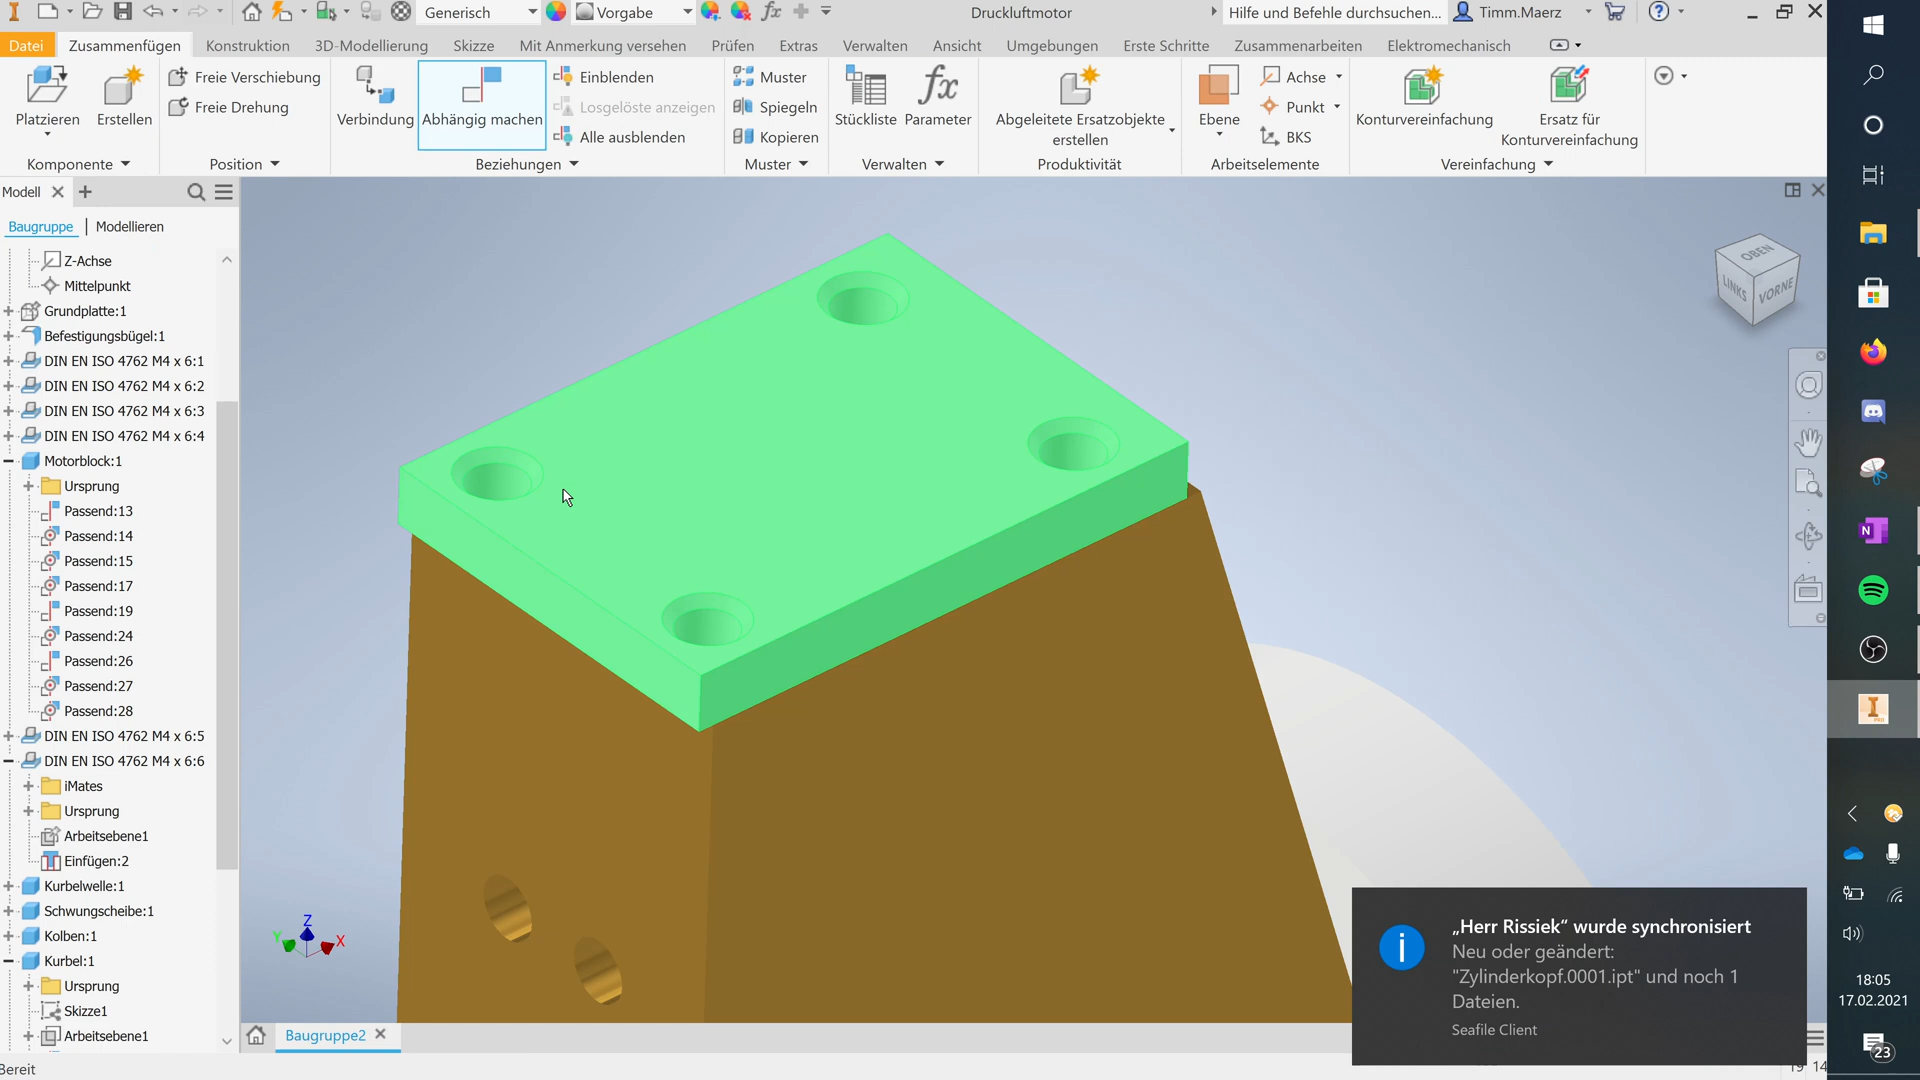 Generisch
Vorgabe
Druckluftmotor
Hilfe und Befehle durchsuchen...
Timm.Maerz
Datei
Zusammenfügen
Konstruktion
3D-Modellierung
Skizze
Mit Anmerkung versehen
Prüfen
Extras
Verwalten
Ansicht
Umgebungen
Erste Schritte
Zusammenarbeiten
Elektromechanisch
Platzieren
Erstellen
Freie Verschiebung
Freie Drehung
Verbindung
Abhängig machen
Einblenden
Losgelöste anzeigen
Alle ausblenden
Muster
Spiegeln
Kopieren
Stückliste
Parameter
Abgeleitete Ersatzobjekte
erstellen
Ebene
Achse
Punkt
BKS
Konturvereinfachung
Ersatz für
Konturvereinfachung
Komponente
Position
Beziehungen
Muster
Verwalten
Produktivität
Arbeitselemente
Vereinfachung
Modell
Baugruppe
Modellieren
Z-Achse
Mittelpunkt
Grundplatte:1
Befestigungsbügel:1
DIN EN ISO 4762 M4 x 6:1
DIN EN ISO 4762 M4 x 6:2
DIN EN ISO 4762 M4 x 6:3
DIN EN ISO 4762 M4 x 6:4
Motorblock:1
Ursprung
Passend:13
Passend:14
Passend:15
Passend:17
Passend:19
Passend:24
Passend:26
Passend:27
Passend:28
DIN EN ISO 4762 M4 x 6:5
DIN EN ISO 4762 M4 x 6:6
iMates
Ursprung
Arbeitsebene1
Einfügen:2
Kurbelwelle:1
Schwungscheibe:1
Kolben:1
Kurbel:1
Ursprung
Skizze1
Arbeitsebene1
OBEN
LINKS
VORNE
Z
Y
X
Baugruppe2
Bereit
„Herr Rissiek“ wurde synchronisiert
Neu oder geändert:
"Zylinderkopf.0001.ipt" und noch 1
Dateien.
Seafile Client
19 14
18:05
17.02.2021
23